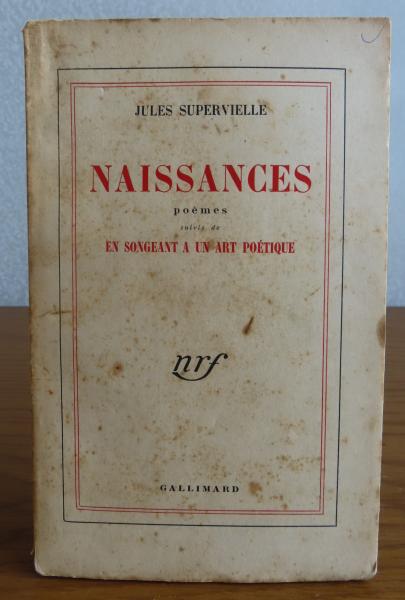 JULES SUPERVIELLE
NAISSANCES
poèmes
suivis de
EN SONGEANT A UN ART POÉTIQUE
nrf
GALLIMARD